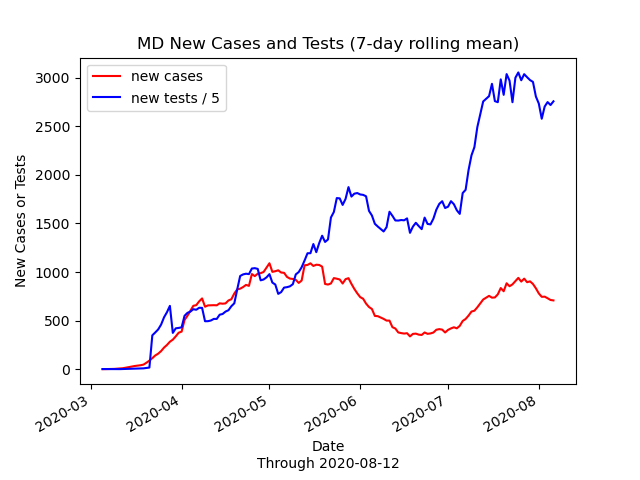 MD New Cases and Tests (7-day rolling mean)
new cases
new tests / 5
New Cases or Tests
3000
2500
2000
1500
1000
500
0
2020-03
2020-04
2020-05
2020-06
2020-07
2020-08
Date
Through 2020-08-12